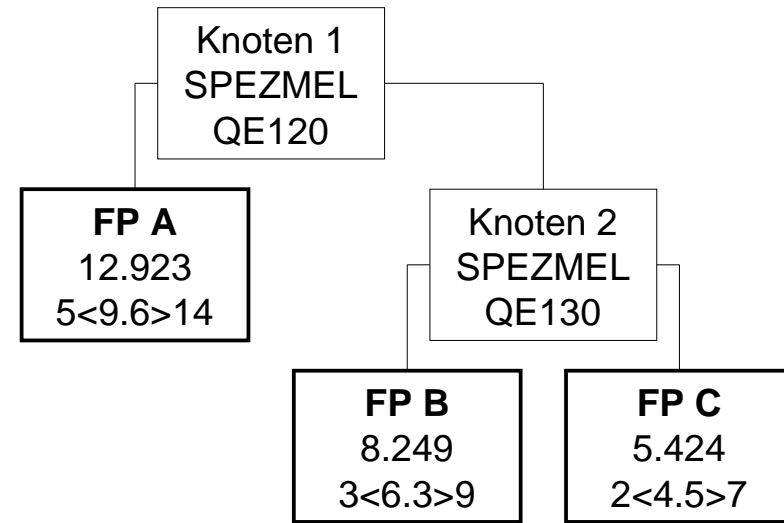 Knoten 1
SPEZMEL
QE120
FP A
12.923
5<9.6>14
Knoten 2
SPEZMEL
QE130
FP B
8.249
3<6.3>9
FP C
5.424
2<4.5>7